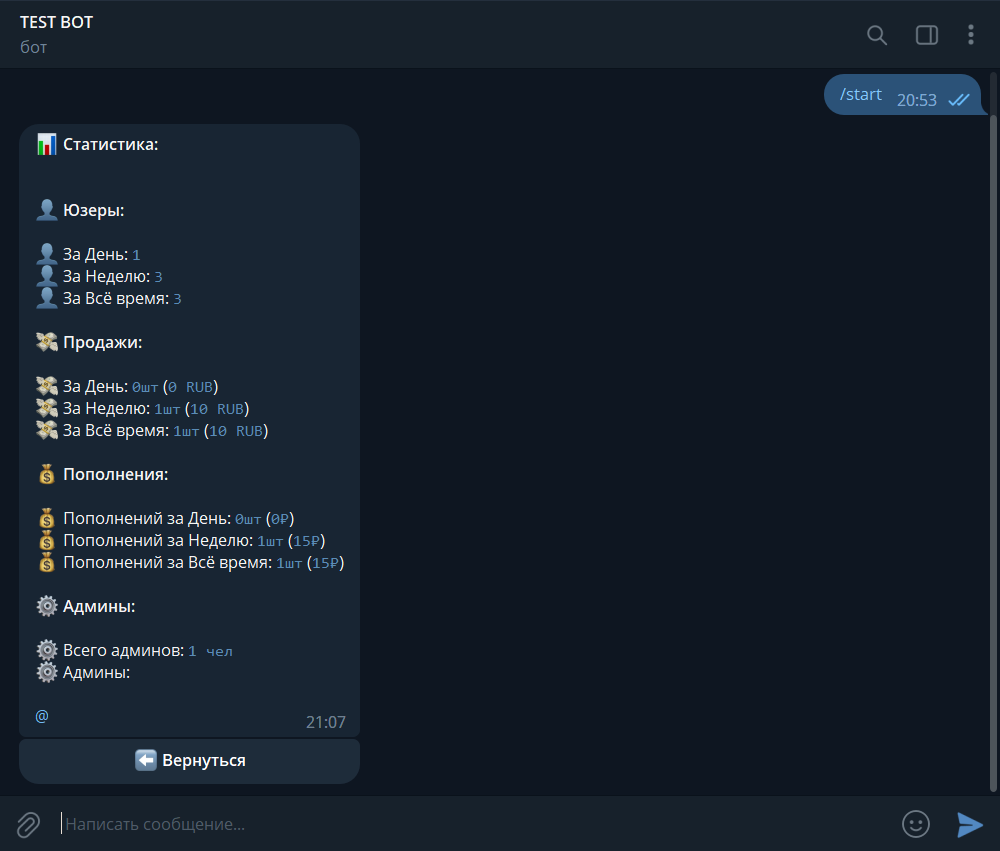 TEST BOT
бот
/start 20:53
📊 Статистика:
👤 Юзеры:
👤 За День: 1
👤 За Неделю: 3
👤 За Всё время: 3
💸 Продажи:
💸 За День: 0шт (0 RUB)
💸 За Неделю: 1шт (10 RUB)
💸 За Всё время: 1шт (10 RUB)
💰 Пополнения:
💰 Пополнений за День: 0шт (0₽)
💰 Пополнений за Неделю: 1шт (15₽)
💰 Пополнений за Всё время: 1шт (15₽)
⚙️ Админы:
⚙️ Всего админов: 1 чел
⚙️ Админы:
@
21:07
⬅️ Вернуться
Написать сообщение...